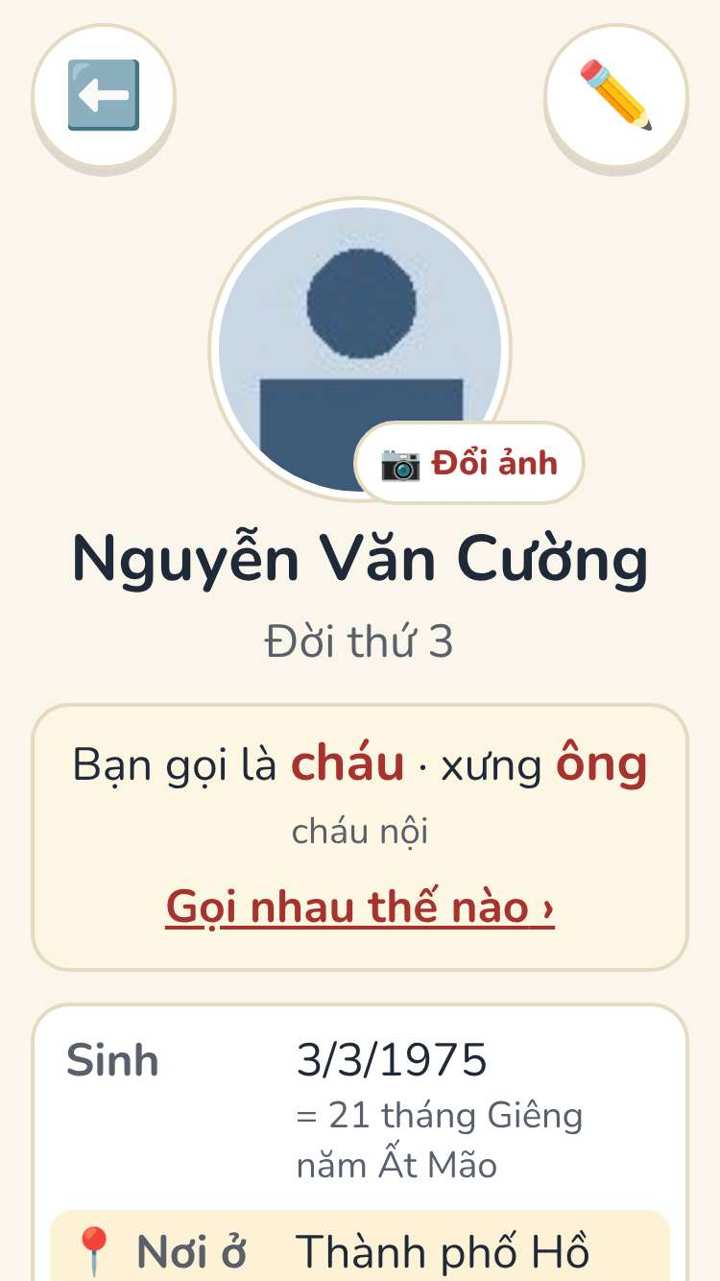 Đổi ảnh
Nguyễn Văn Cường
Đời thứ 3
Bạn gọi là cháu · xưng ông
cháu nội
Gọi nhau thế nào ›
Sinh 3/3/1975
= 21 tháng Giêng
năm Ất Mão
Nơi ở Thành phố Hồ